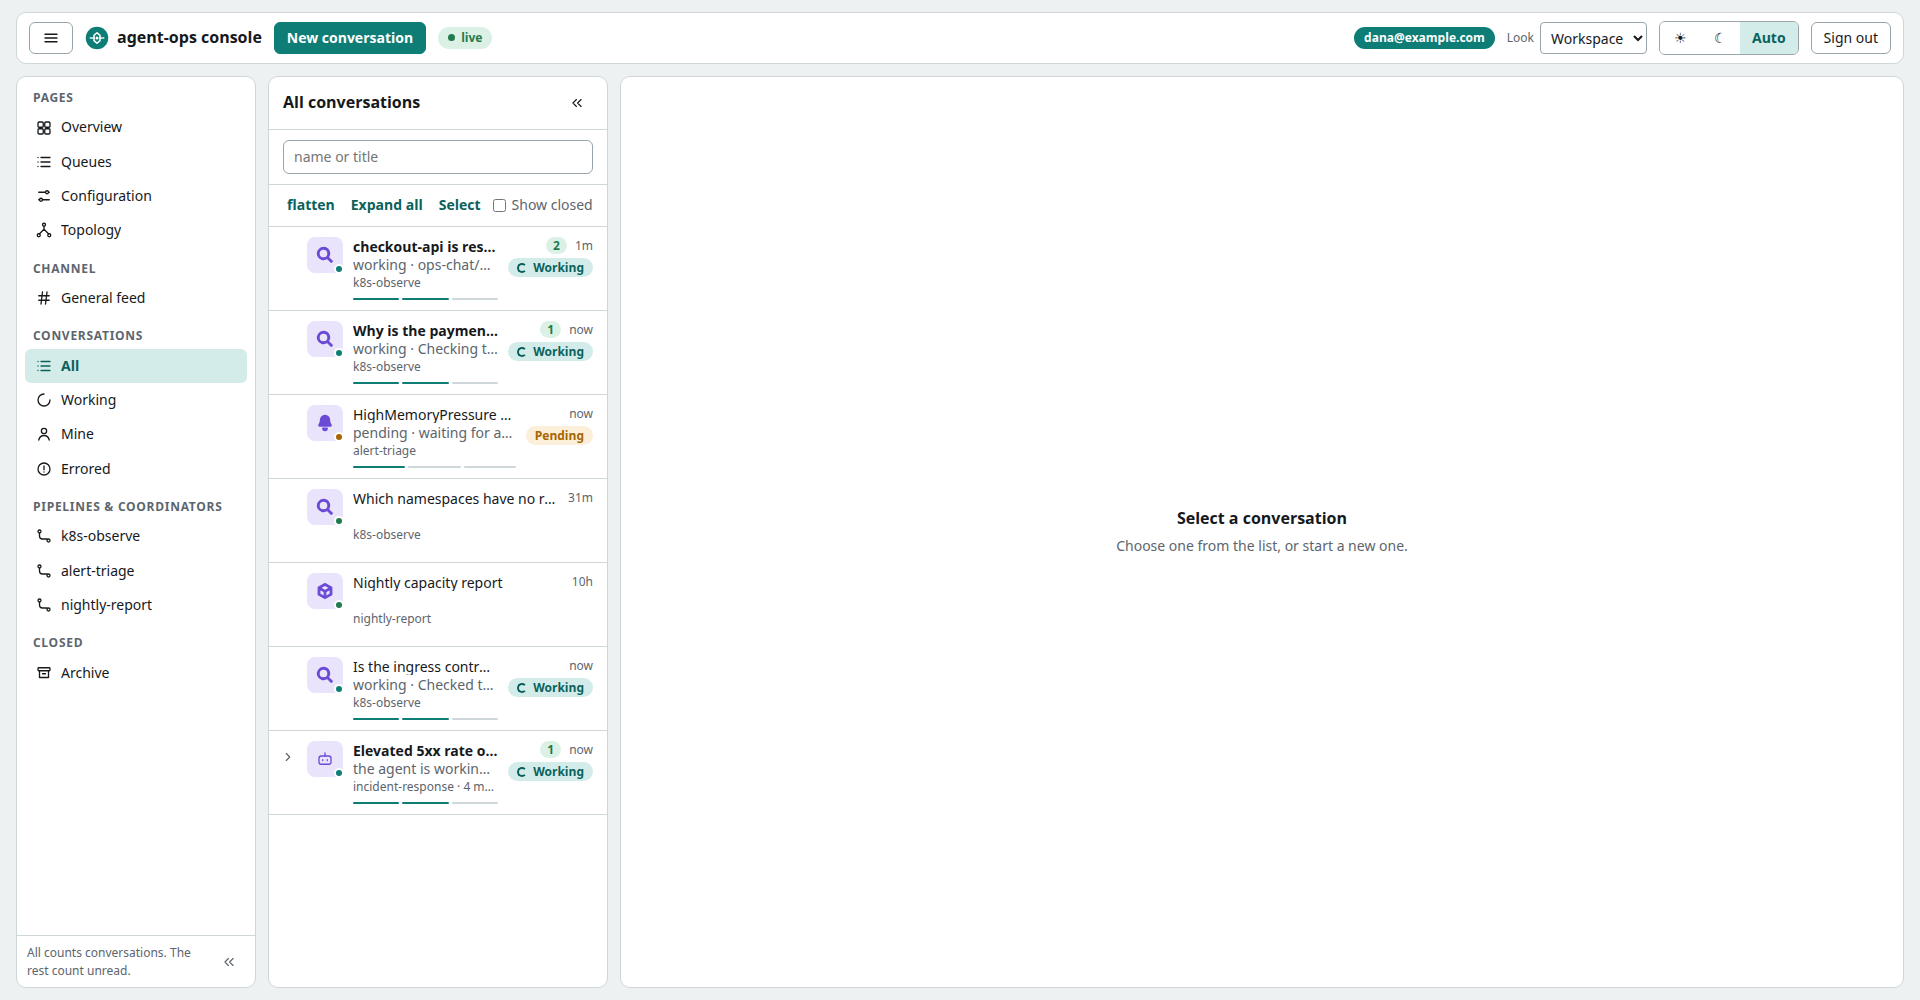 agent-ops console
New conversation
live
dana@example.com
Look
Workspace
Auto
Sign out
PAGES
Overview
Queues
Configuration
Topology
CHANNEL
General feed
CONVERSATIONS
All
Working
Mine
Errored
PIPELINES & COORDINATORS
k8s-observe
alert-triage
nightly-report
CLOSED
Archive
All counts conversations. The
rest count unread.
All conversations
name or title
flatten Expand all Select Show closed
checkout-api is res... 2 1m
working · ops-chat/... Working
k8s-observe
Why is the paymen... 1 now
working · Checking t... Working
k8s-observe
HighMemoryPressure ... now
pending · waiting for a... Pending
alert-triage
Which namespaces have no r... 31m
k8s-observe
Nightly capacity report 10h
nightly-report
Is the ingress contr... now
working · Checked t... Working
k8s-observe
Elevated 5xx rate o... 1 now
the agent is workin... Working
incident-response · 4 m...
Select a conversation
Choose one from the list, or start a new one.